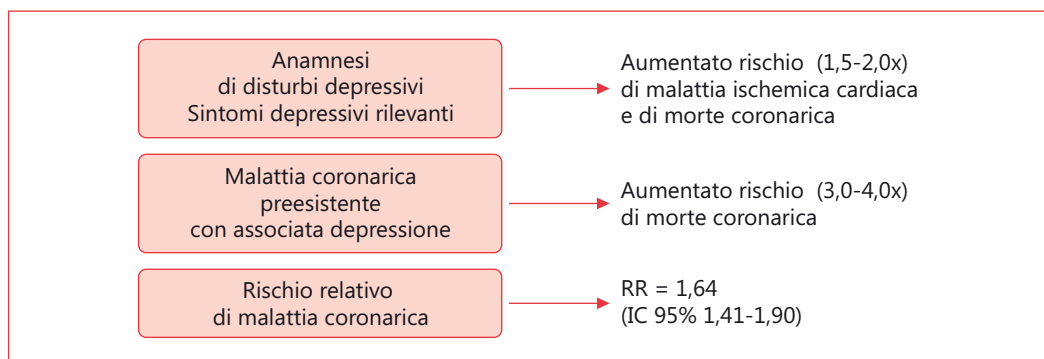 Anamnesi
di disturbi depressivi
Sintomi depressivi rilevanti
Aumentato rischio (1,5-2,0x)
di malattia ischemica cardiaca
e di morte coronarica
Malattia coronarica
preesistente
con associata depressione
Aumentato rischio (3,0-4,0x)
di morte coronarica
Rischio relativo
di malattia coronarica
RR = 1,64
(IC 95% 1,41-1,90)